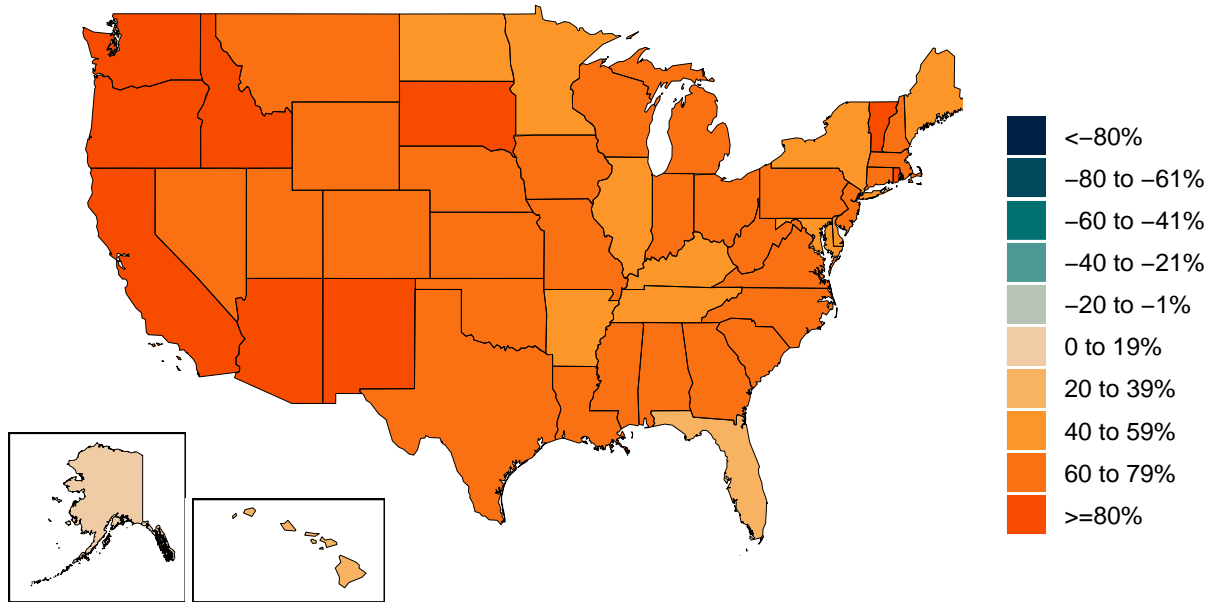 <−80%
−80 to −61%
−60 to −41%
−40 to −21%
−20 to −1%
0 to 19%
20 to 39%
40 to 59%
60 to 79%
>=80%